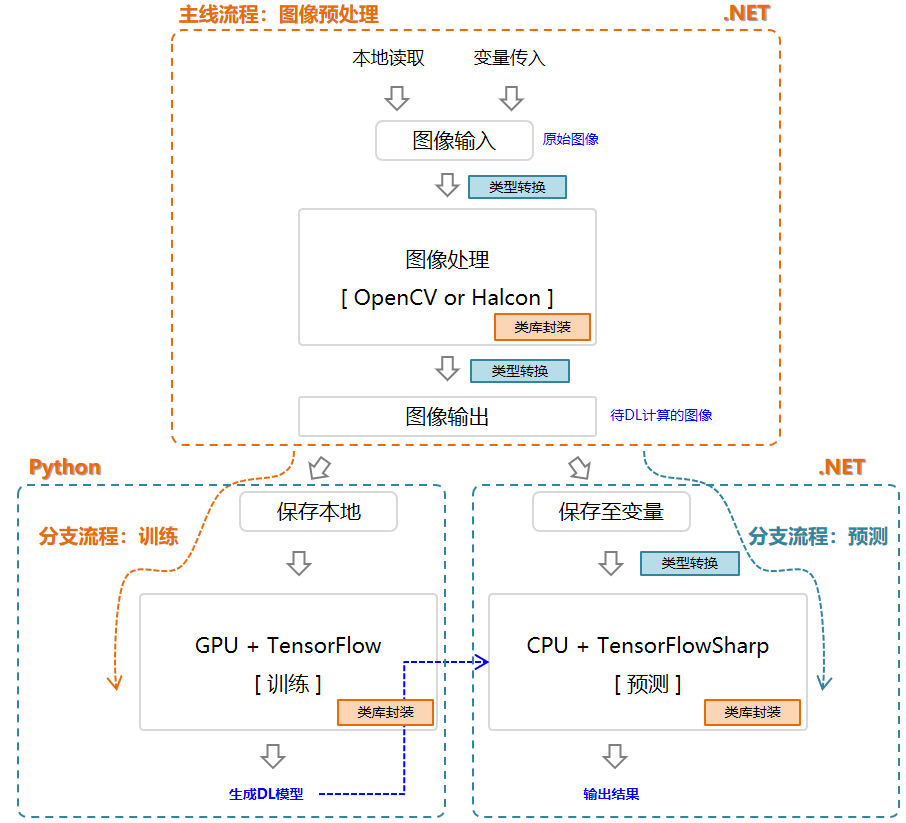 主线流程：图像预处理
.NET
本地读取
变量传入
图像输入
原始图像
类型转换
图像处理
[ OpenCV or Halcon ]
类库封装
类型转换
图像输出
待DL计算的图像
Python
分支流程：训练
保存本地
GPU + TensorFlow
[ 训练 ]
类库封装
生成DL模型
.NET
分支流程：预测
保存至变量
类型转换
CPU + TensorFlowSharp
[ 预测 ]
类库封装
输出结果